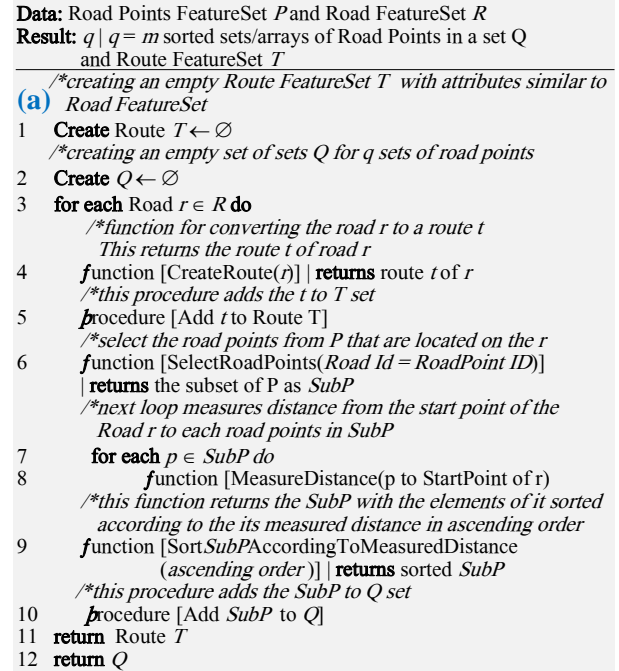 Data: Road Points FeatureSet P and Road FeatureSet R
Result: q | q = m sorted sets/arrays of Road Points in a set Q
and Route FeatureSet T
/*creating an empty Route FeatureSet T with attributes similar to
(a) Road FeatureSet
1 Create Route T ← ∅
/*creating an empty set of sets Q for q sets of road points
2 Create Q ← ∅
3 for each Road r ∈ R do
/*function for converting the road r to a route t
This returns the route t of road r
4 function [CreateRoute(r)] | returns route t of r
/*this procedure adds the t to T set
5 procedure [Add t to Route T]
/*select the road points from P that are located on the r
6 function [SelectRoadPoints(Road Id = RoadPoint ID)]
| returns the subset of P as SubP
/*next loop measures distance from the start point of the
Road r to each road points in SubP
7 for each p ∈ SubP do
8 function [MeasureDistance(p to StartPoint of r)
/*this function returns the SubP with the elements of it sorted
according to the its measured distance in ascending order
9 function [SortSubPAccordingToMeasuredDistance
(ascending order)] | returns sorted SubP
/*this procedure adds the SubP to Q set
10 procedure [Add SubP to Q]
11 return Route T
12 return Q